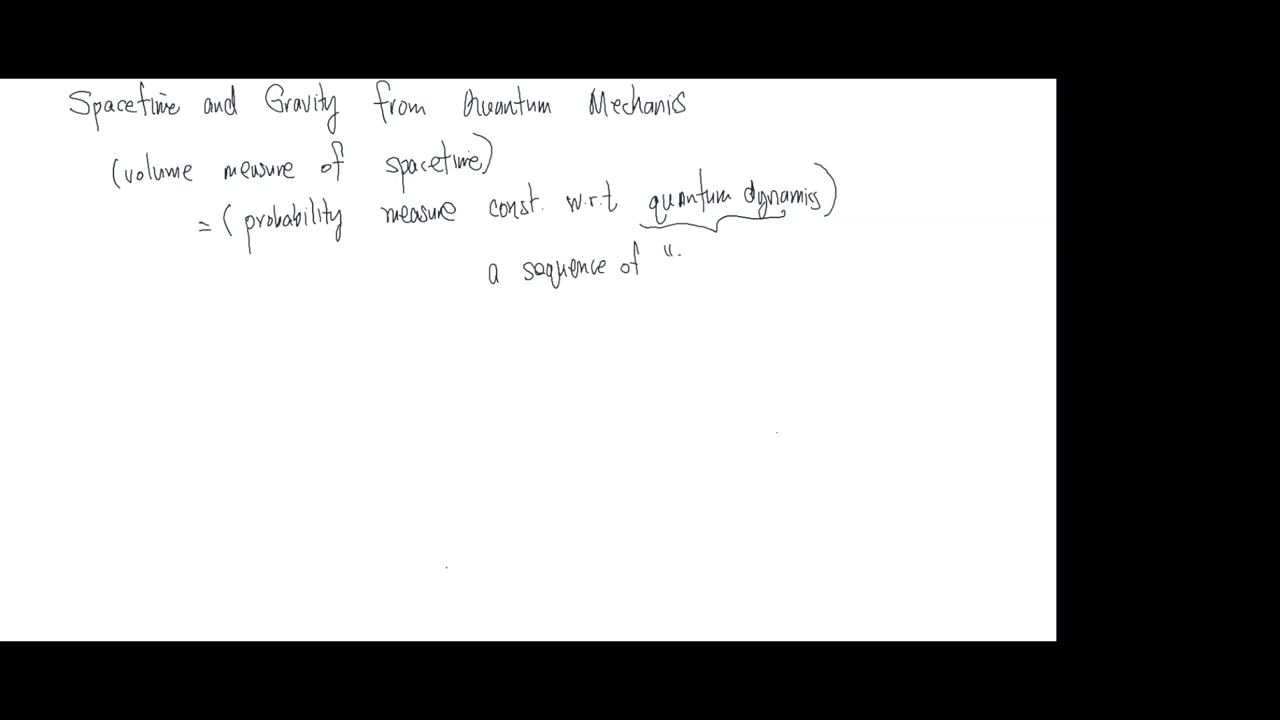 Spacetime and Gravity from Quantum Mechanics
(volume measure of spacetime)
= (probability measure const. w.r.t quantum dynamics)
a sequence of "